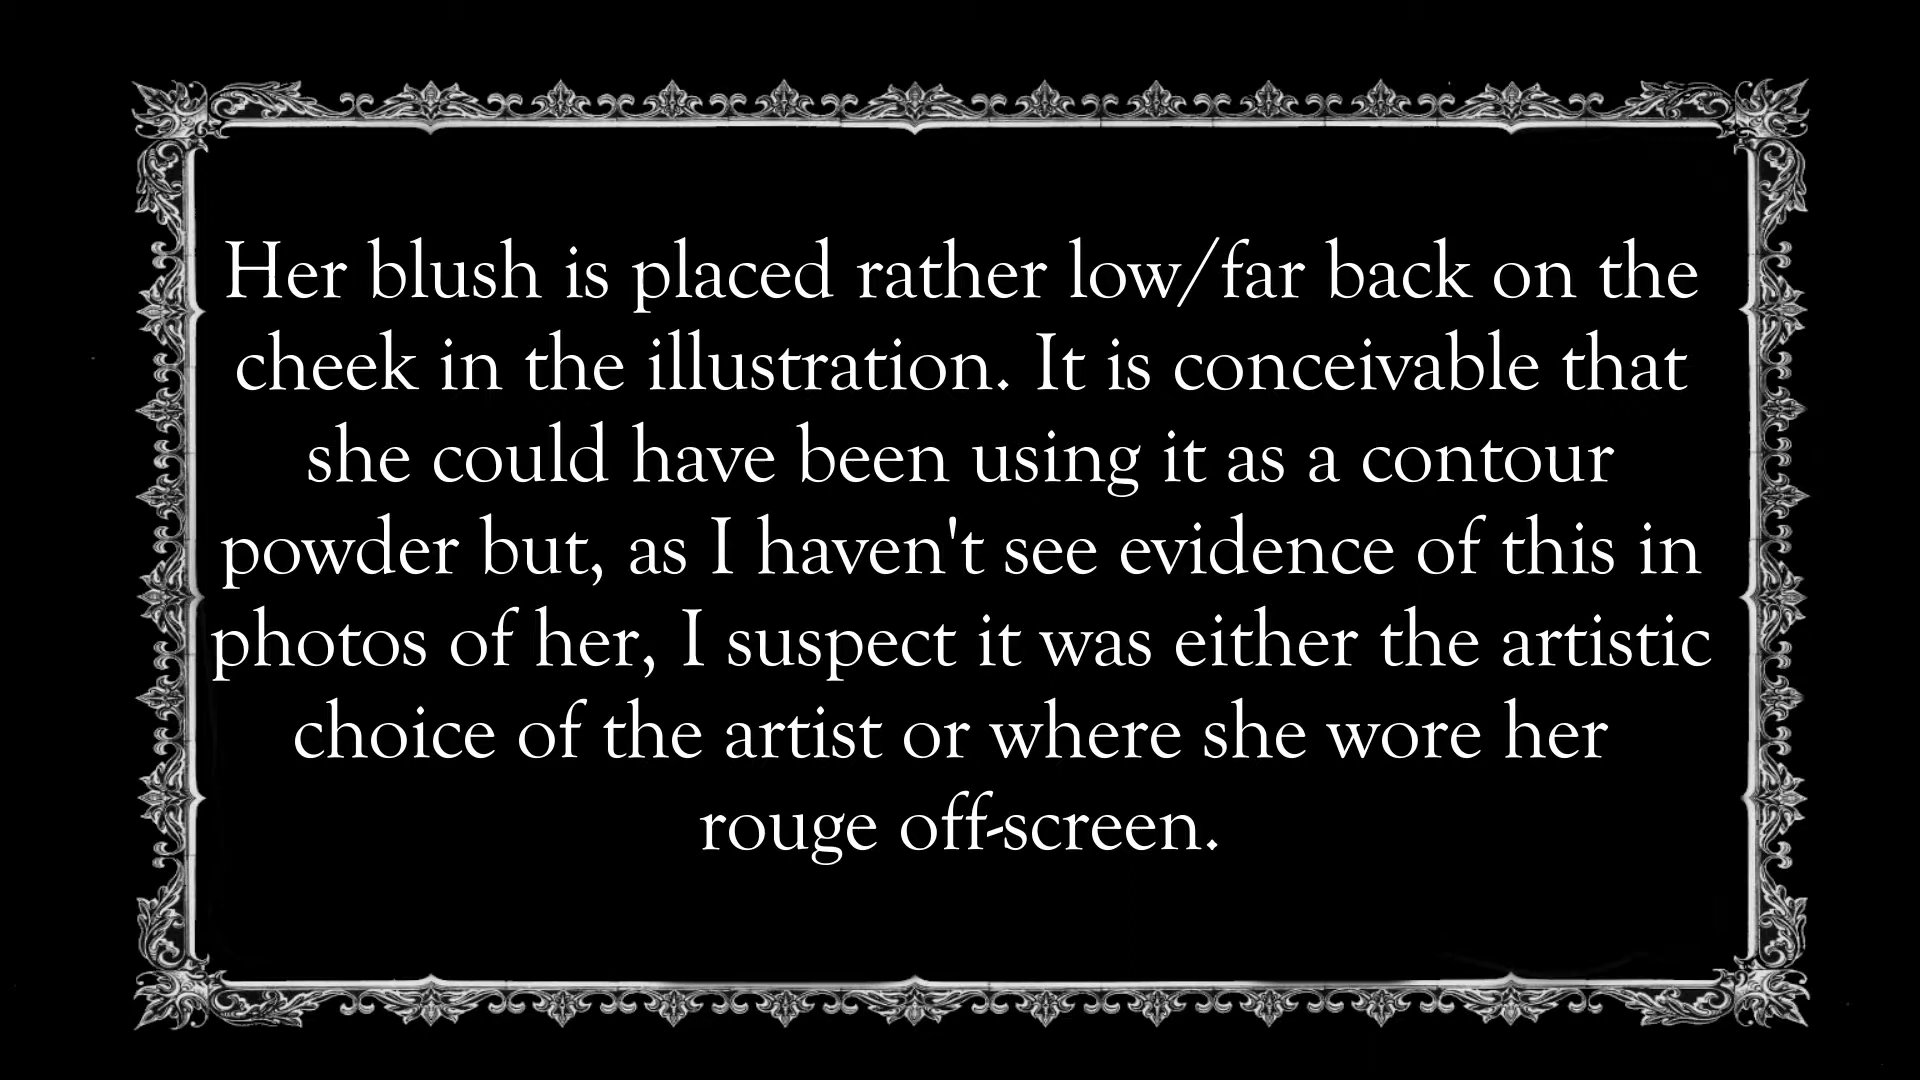 Her blush is placed rather low/far back on the
cheek in the illustration. It is conceivable that
she could have been using it as a contour
powder but, as I haven't see evidence of this in
photos of her, I suspect it was either the artistic
choice of the artist or where she wore her
rouge off-screen.